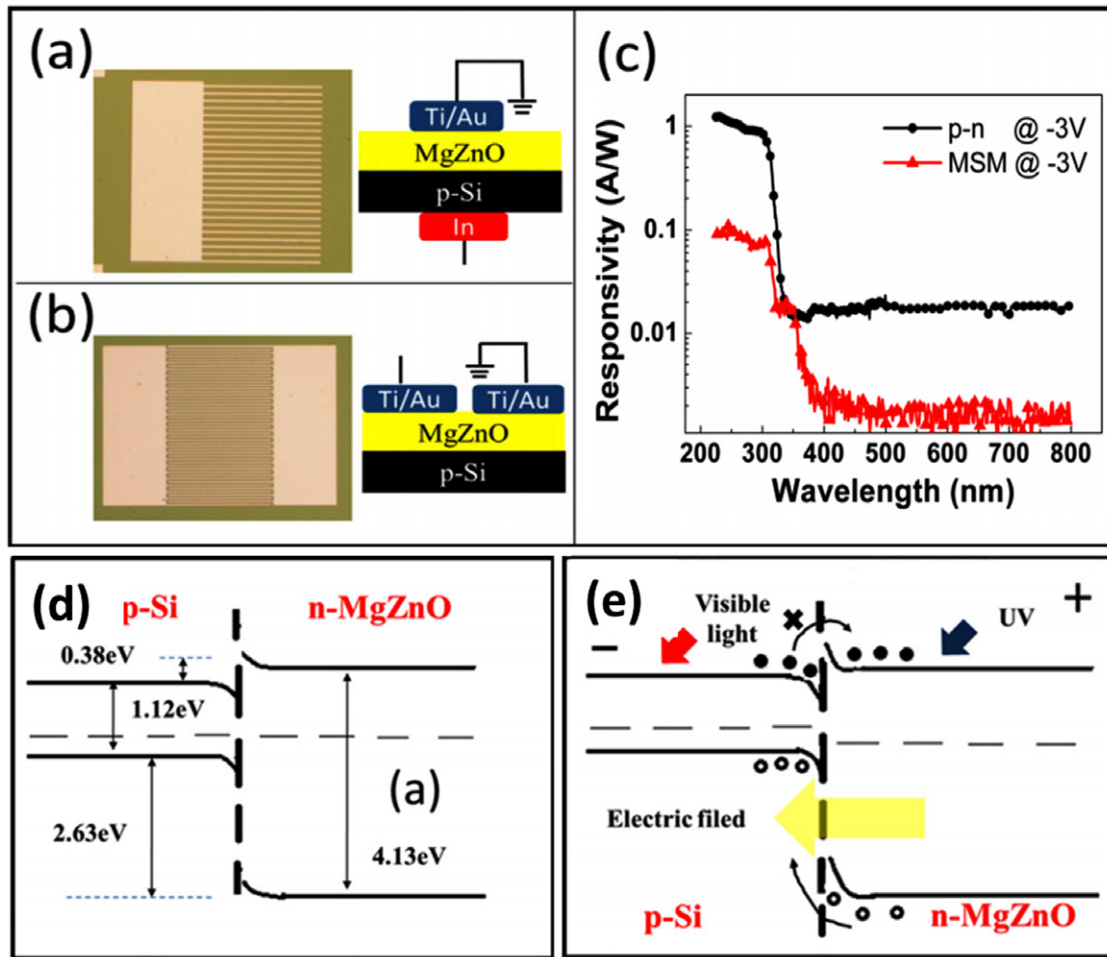 (a)
Ti/Au
MgZnO
p-Si
In
(b)
Ti/Au
Ti/Au
MgZnO
p-Si
(c)
Responsivity (A/W)
1
0.1
0.01
p-n @ -3V
MSM @ -3V
200 300 400 500 600 700 800
Wavelength (nm)
(d)
p-Si
n-MgZnO
0.38eV
1.12eV
2.63eV
(a)
4.13eV
(e)
Visible
light
UV
+
−
Electric filed
p-Si
n-MgZnO